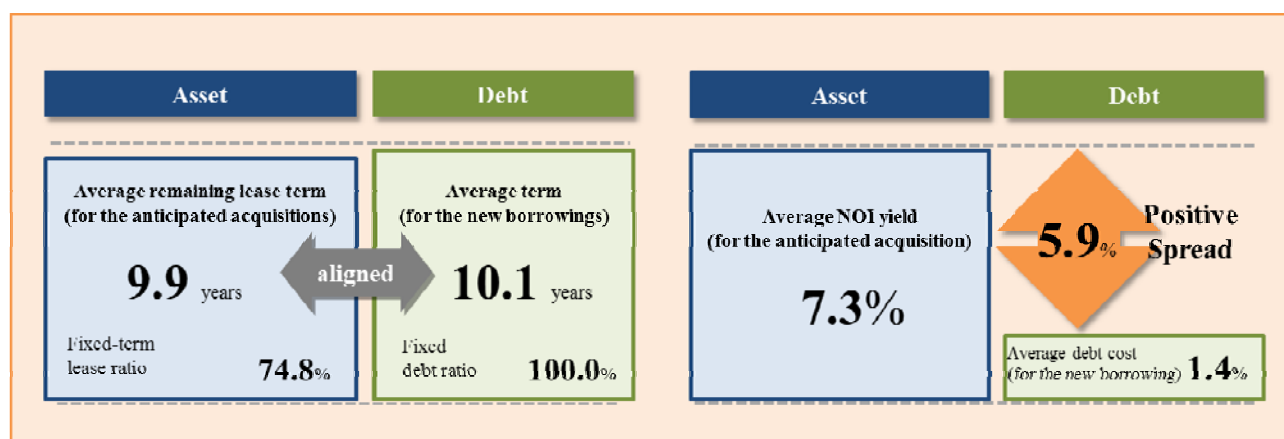 Asset
Debt
Average remaining lease term
(for the anticipated acquisitions)
9.9 years
Fixed-term
lease ratio
74.8%
aligned
Average term
(for the new borrowings)
10.1 years
Fixed
debt ratio
100.0%
Asset
Debt
Average NOI yield
(for the anticipated acquisition)
7.3%
5.9%
Positive
Spread
Average debt cost
(for the new borrowing)
1.4%